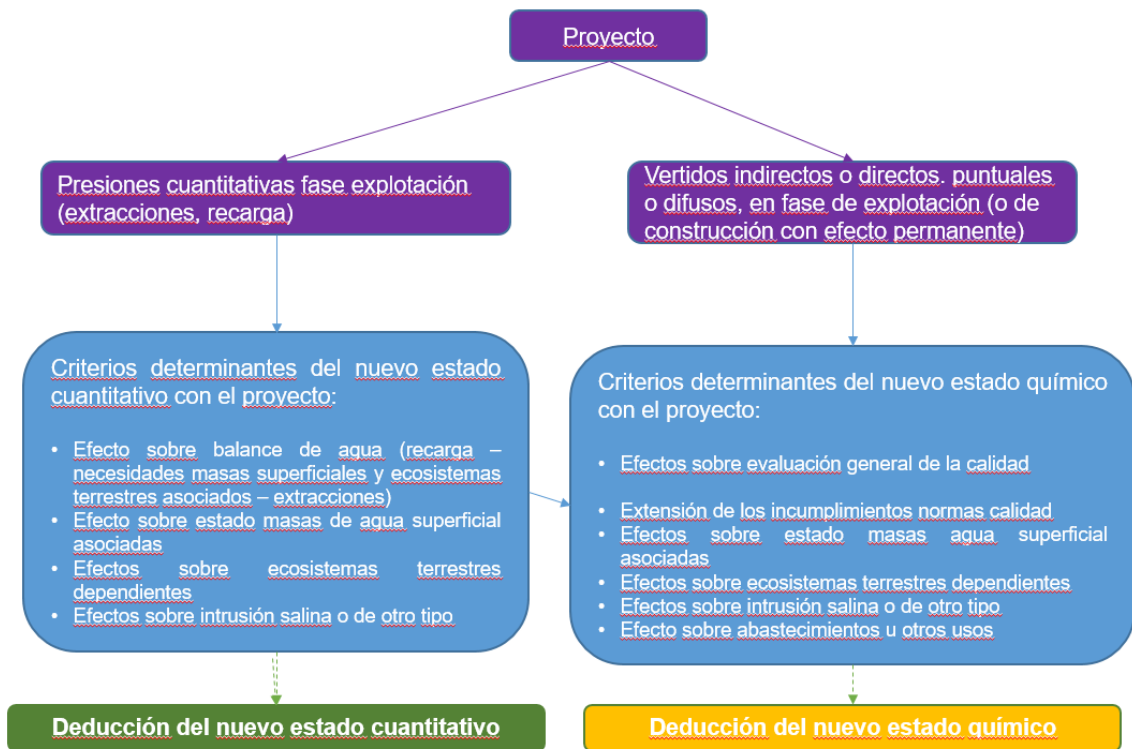 Proyecto
Presiones cuantitativas fase explotación
(extracciones, recarga)
Vertidos indirectos o directos. puntuales
o difusos, en fase de explotación (o de
construcción con efecto permanente)
Criterios determinantes del nuevo estado
cuantitativo con el proyecto:
• Efecto sobre balance de agua (recarga –
necesidades masas superficiales y ecosistemas
terrestres asociados – extracciones)
• Efecto sobre estado masas de agua superficial
asociadas
• Efectos sobre ecosistemas terrestres
dependientes
• Efectos sobre intrusión salina o de otro tipo
Criterios determinantes del nuevo estado químico
con el proyecto:
• Efectos sobre evaluación general de la calidad
• Extensión de los incumplimientos normas calidad
• Efectos sobre estado masas agua superficial
asociadas
• Efectos sobre ecosistemas terrestres dependientes
• Efectos sobre intrusión salina o de otro tipo
• Efecto sobre abastecimientos u otros usos
Deducción del nuevo estado cuantitativo
Deducción del nuevo estado químico